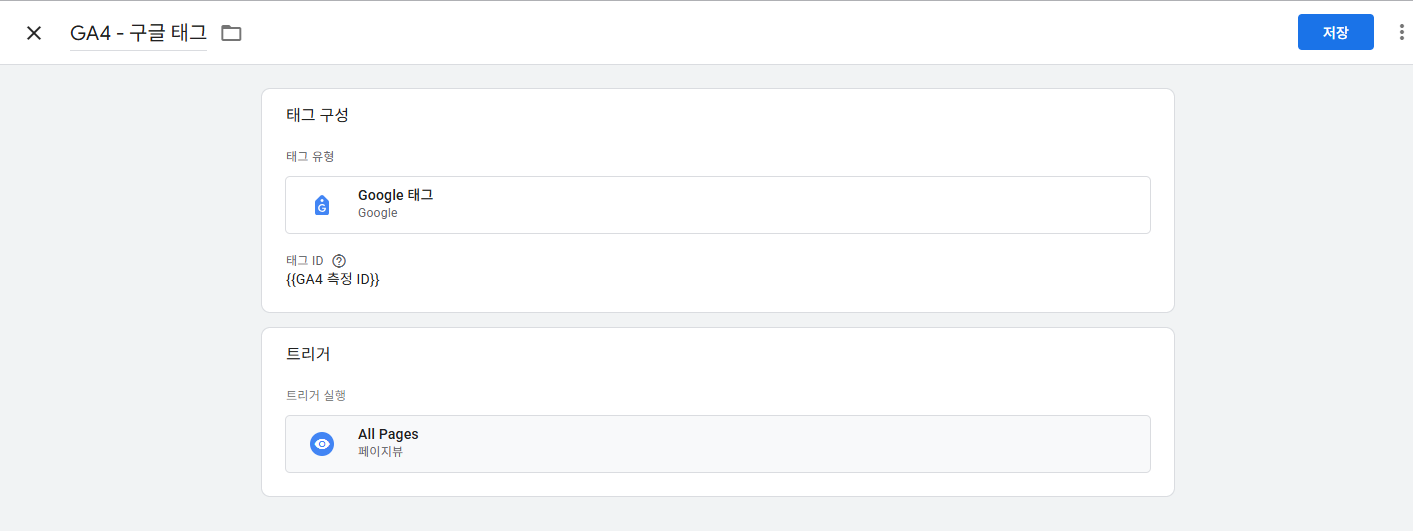 GA4 - 구글 태그
저장
태그 구성
태그 유형
Google 태그
Google
태그 ID
{{GA4 측정 ID}}
트리거
트리거 실행
All Pages
페이지뷰